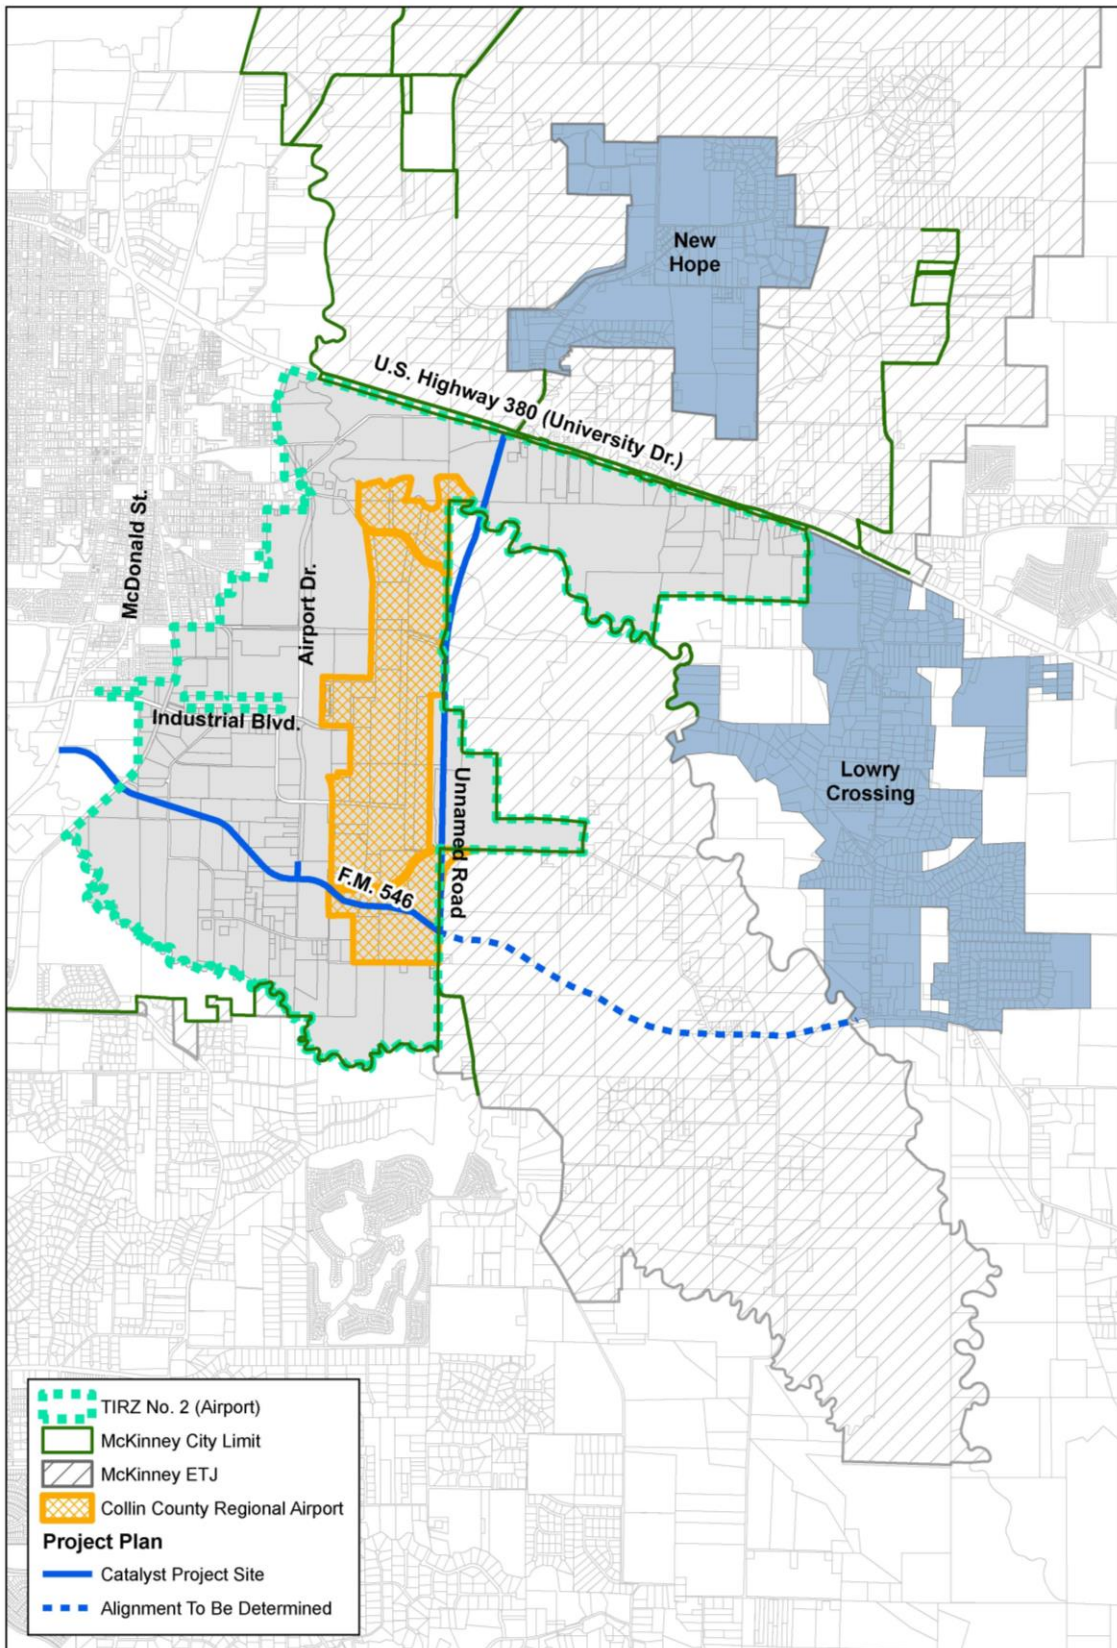 New
Hope
U.S. Highway 380 (University Dr.)
McDonald St.
Airport Dr.
Industrial Blvd.
Unnamed Road
Lowry
Crossing
F.M. 546
TIRZ No. 2 (Airport)
McKinney City Limit
McKinney ETJ
Collin County Regional Airport
Project Plan
Catalyst Project Site
Alignment To Be Determined